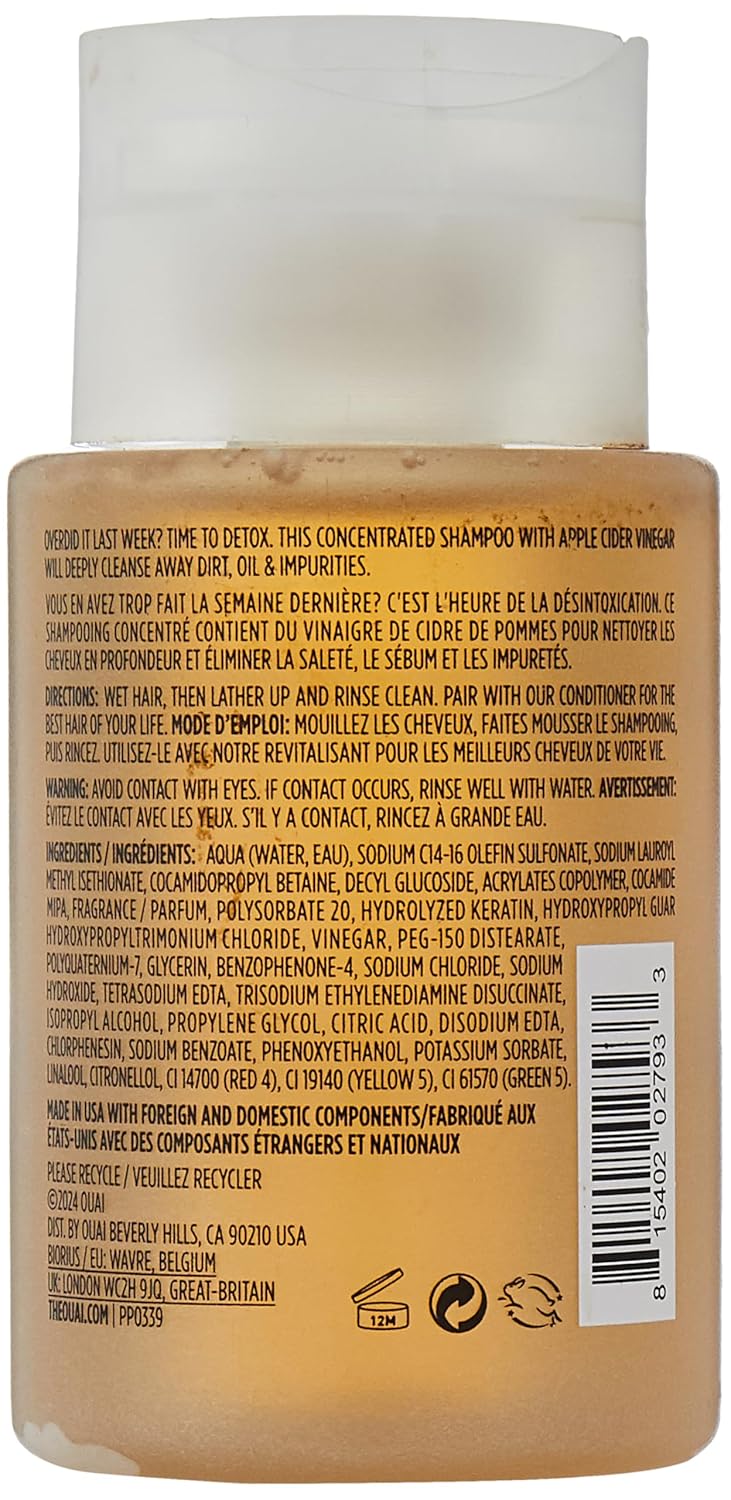 OVERDID IT LAST WEEK? TIME TO DETOX. THIS CONCENTRATED SHAMPOO WITH APPLE CIDER VINEGAR
WILL DEEPLY CLEANSE AWAY DIRT, OIL & IMPURITIES.
VOUS EN AVEZ TROP FAIT LA SEMAINE DERNIÈRE? C'EST L'HEURE DE LA DÉSINTOXICATION. CE
SHAMPOOING CONCENTRÉ CONTIENT DU VINAIGRE DE CIDRE DE POMMES POUR NETTOYER LES
CHEVEUX EN PROFONDEUR ET ÉLIMINER LA SALETÉ, LE SÉBUM ET LES IMPURETÉS.
DIRECTIONS: WET HAIR, THEN LATHER UP AND RINSE CLEAN. PAIR WITH OUR CONDITIONER FOR THE
BEST HAIR OF YOUR LIFE. MODE D'EMPLOI: MOUILLEZ LES CHEVEUX, FAITES MOUSSER LE SHAMPOOING,
PUIS RINCEZ. UTILISEZ-LE AVEC NOTRE REVITALISANT POUR LES MEILLEURS CHEVEUX DE VOTRE VIE.
WARNING: AVOID CONTACT WITH EYES. IF CONTACT OCCURS, RINSE WELL WITH WATER. AVERTISSEMENT:
ÉVITEZ LE CONTACT AVEC LES YEUX. S'IL Y A CONTACT, RINCEZ À GRANDE EAU.
INGREDIENTS / INGRÉDIENTS: AQUA (WATER, EAU), SODIUM C14-16 OLEFIN SULFONATE, SODIUM LAUROYL
METHYL ISETHIONATE, COCAMIDOPROPYL BETAINE, DECYL GLUCOSIDE, ACRYLATES COPOLYMER, COCAMIDE
MIPA, FRAGRANCE / PARFUM, POLYSORBATE 20, HYDROLYZED KERATIN, HYDROXYPROPYL GUAR
HYDROXYPROPYLTRIMONIUM CHLORIDE, VINEGAR, PEG-150 DISTEARATE,
POLYQUATERNIUM-7, GLYCERIN, BENZOPHENONE-4, SODIUM CHLORIDE, SODIUM
HYDROXIDE, TETRASODIUM EDTA, TRISODIUM ETHYLENEDIAMINE DISUCCINATE,
ISOPROPYL ALCOHOL, PROPYLENE GLYCOL, CITRIC ACID, DISODIUM EDTA,
CHLORPHENESIN, SODIUM BENZOATE, PHENOXYETHANOL, POTASSIUM SORBATE,
LINALOOL, CITRONELLOL, CI 14700 (RED 4), CI 19140 (YELLOW 5), CI 61570 (GREEN 5).
MADE IN USA WITH FOREIGN AND DOMESTIC COMPONENTS/FABRIQUÉ AUX
ÉTATS-UNIS AVEC DES COMPOSANTS ÉTRANGERS ET NATIONAUX
PLEASE RECYCLE / VEUILLEZ RECYCLER
©2024 OUAI
DIST. BY OUAI BEVERLY HILLS, CA 90210 USA
BIORIUS / EU: WAVRE, BELGIUM
UK: LONDON WC2H 9JQ, GREAT-BRITAIN
THEOUAI.COM | PP0339
12M
8 15402 02793 3